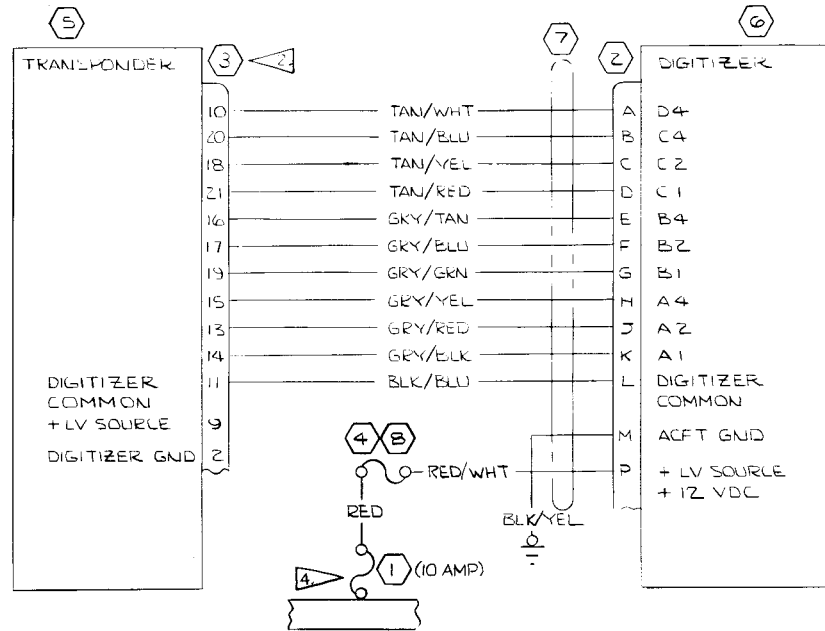 5
6
7
TRANSPONDER
3
2.
2
DIGITIZER
10 TAN/WHT A D4
20 TAN/BLU B C4
18 TAN/YEL C C2
21 TAN/RED D C1
16 GRY/TAN E B4
17 GRY/BLU F B2
19 GRY/GRN G B1
15 GRY/YEL H A4
13 GRY/RED J A2
14 GRY/BLK K A1
11 BLK/BLU L
DIGITIZER
COMMON
DIGITIZER
COMMON
+ LV SOURCE 9
DIGITIZER GND 2
M ACFT GND
4 8
RED/WHT P + LV SOURCE
+ 12 VDC
RED
BLK/YEL
4.
1 (10 AMP)